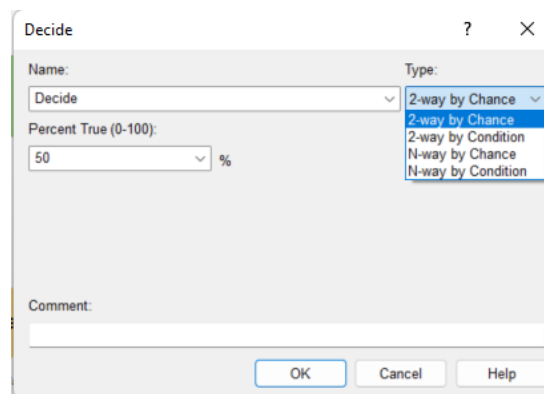 Decide ? ×
Name: Type:
Decide 2-way by Chance
2-way by Chance
Percent True (0-100):
2-way by Condition
50 %
N-way by Chance
N-way by Condition
Comment:
OK Cancel Help